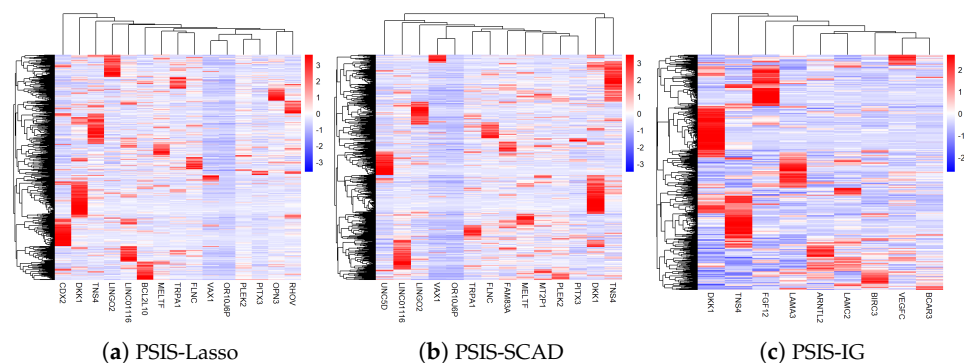 3
2
1
0
-1
-2
-3
CDX2
DKK1
TNS4
LINGO2
LINC01116
BCL2L10
MELTF
TRPA1
FLNC
VAX1
OR10J6P
PLEK2
PITX3
OPN3
RHOV
(a) PSIS-Lasso
3
2
1
0
-1
-2
-3
UNC5D
LINC01116
LINGO2
VAX1
OR10J6P
TRPA1
FLNC
FAM83A
MELTF
MT2P1
PLEK2
PITX3
DKK1
TNS4
(b) PSIS-SCAD
2
1
0
-1
-2
DKK1
TNS4
FGF12
LAMA3
ARNTL2
LAMC2
BIRC3
VEGFC
BCAR3
(c) PSIS-IG